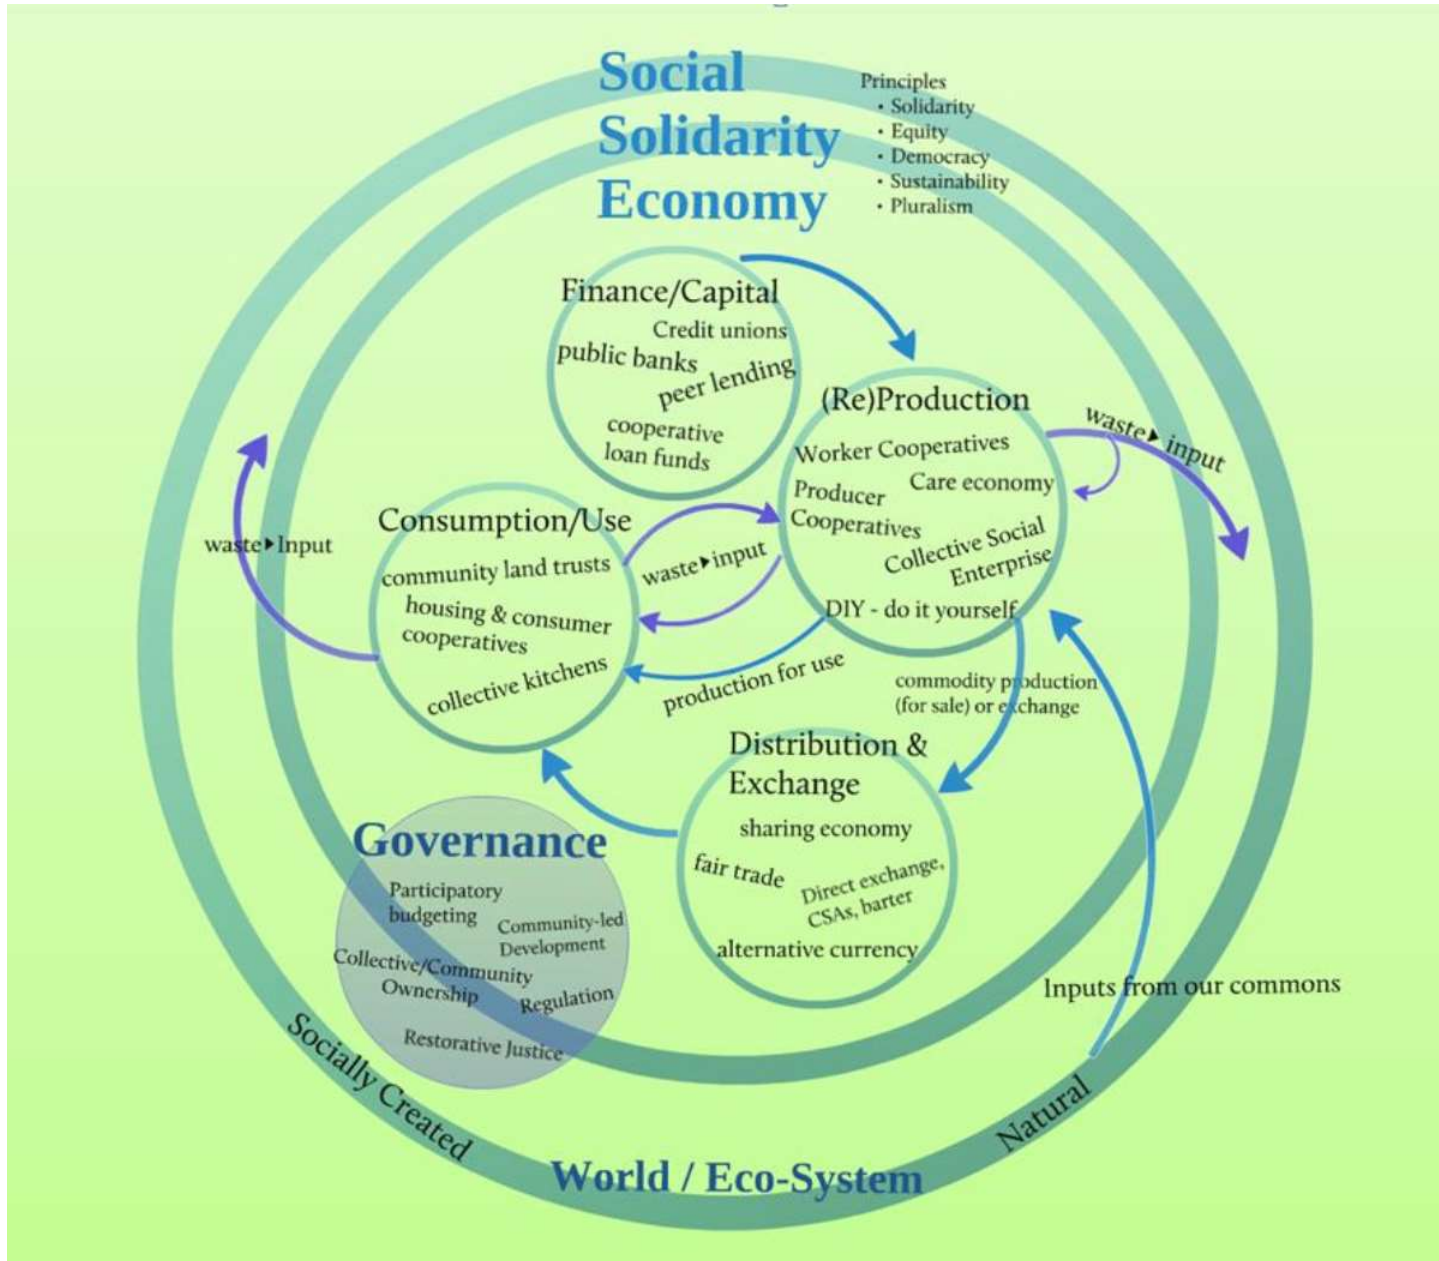 Social
Solidarity
Economy
Principles
• Solidarity
• Equity
• Democracy
• Sustainability
• Pluralism
Finance/Capital
Credit unions
public banks
peer lending
cooperative
loan funds
(Re)Production
Worker Cooperatives
Care economy
Producer
Cooperatives
Collective Social
Enterprise
DIY - do it yourself
waste▸input
Consumption/Use
community land trusts
housing & consumer
cooperatives
collective kitchens
waste▸Input
waste▸input
production for use
commodity production
(for sale) or exchange
Distribution &
Exchange
sharing economy
fair trade
Direct exchange,
CSAs, barter
alternative currency
Governance
Participatory
budgeting
Community-led
Development
Collective/Community
Ownership
Regulation
Restorative Justice
Inputs from our commons
Socially Created
Natural
World / Eco-System